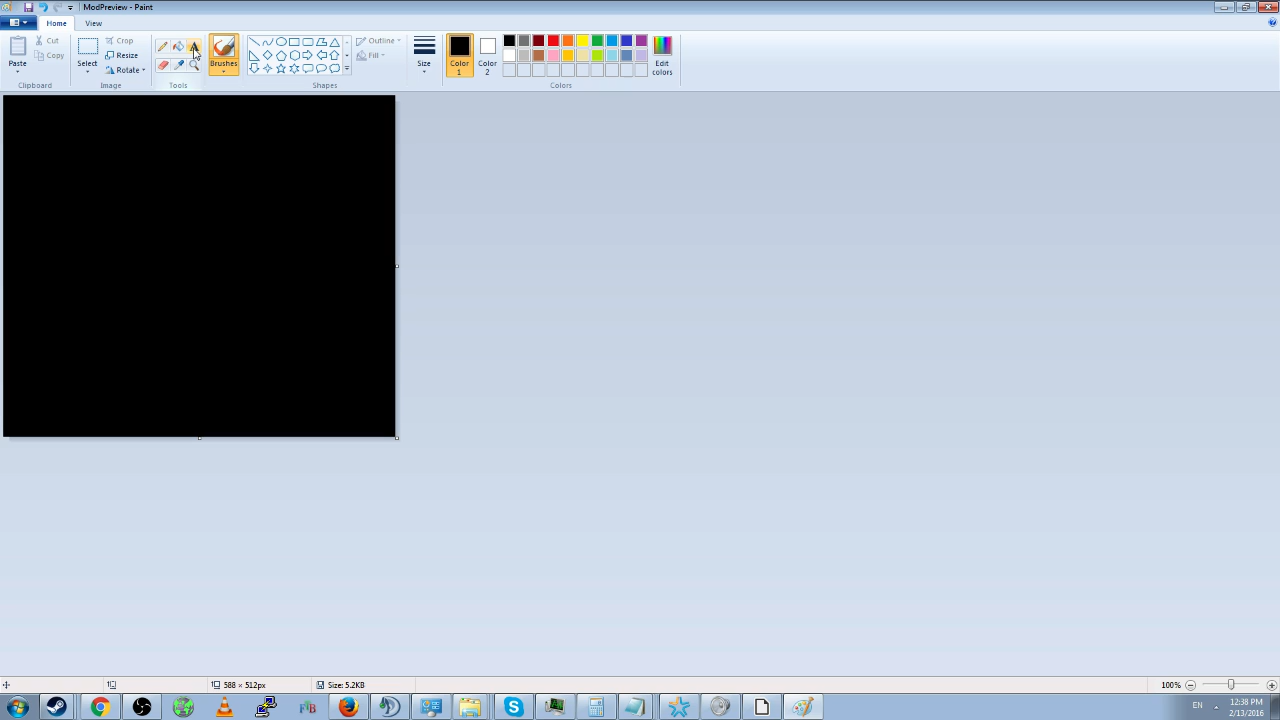 ModPreview - Paint
Home View
Paste
Cut
Copy
Clipboard
Select
Crop
Resize
Rotate
Image
A
Tools
Brushes
Outline
Fill
Shapes
Size
Color 1
Color 2
Edit colors
Colors
588 × 512px
Size: 5.2KB
100%
EN
12:38 PM
2/13/2016